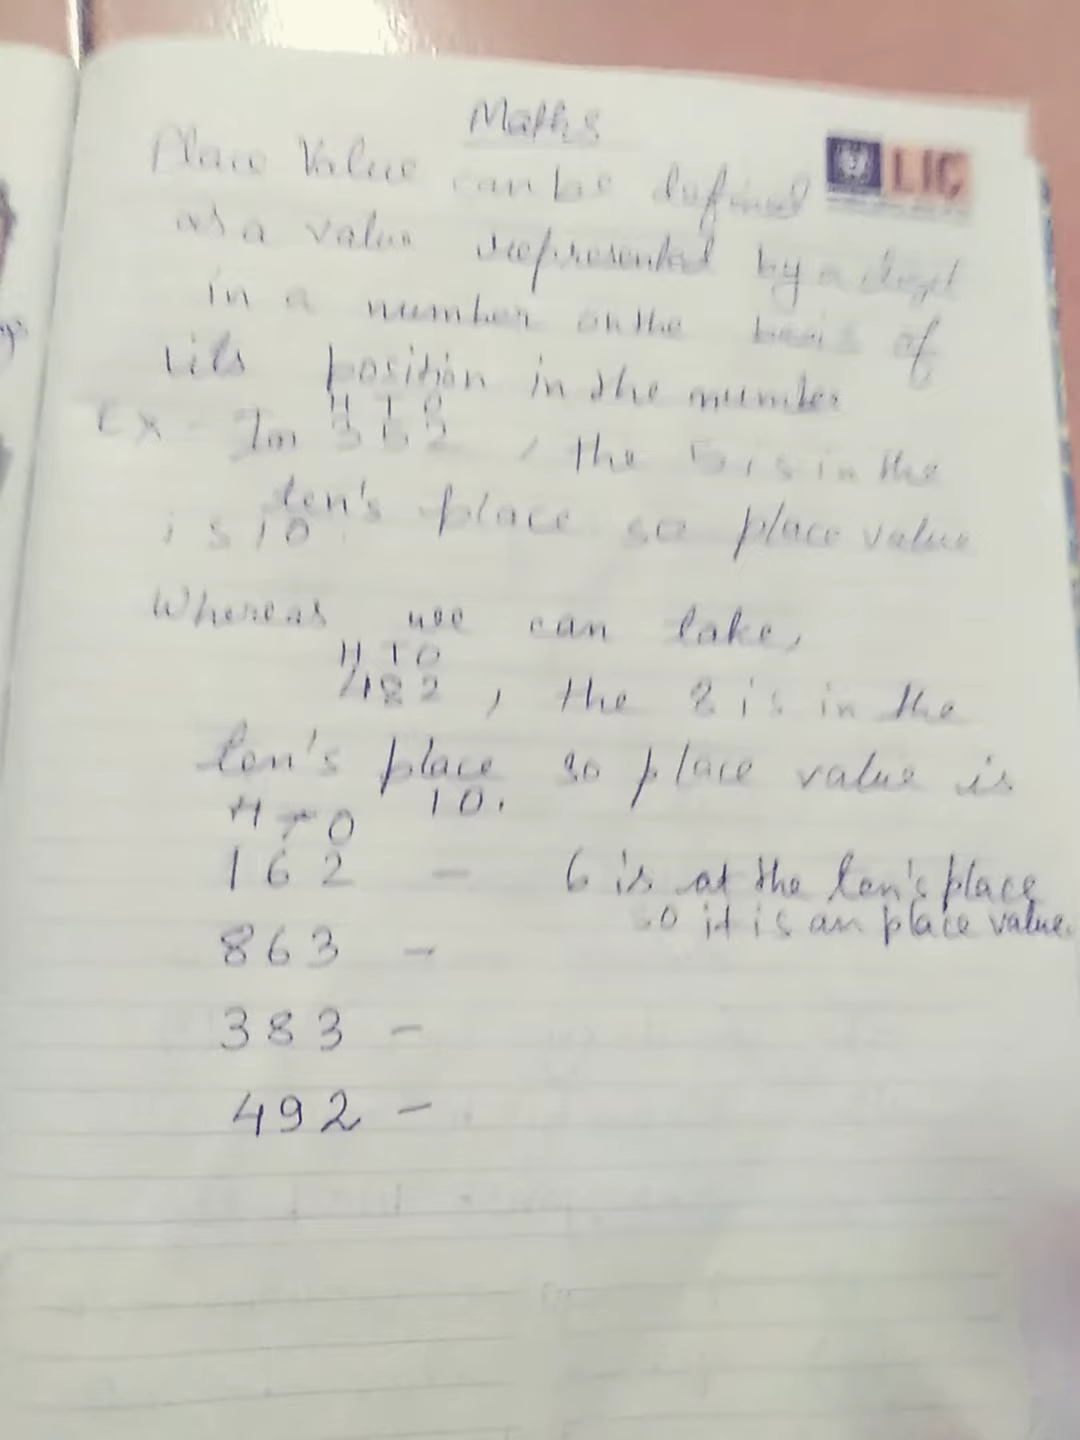 Maths
LIC
Place Value can be defined
as a value represented by a digit
in a number on the basis of
its position in the number
H T O
Ex - In 352, the 5 is in the
ten's place so place value
is 10.
Whereas we can take,
H T O
482, the 8 is in the
ten's place so place value is
10.
H T O
162 - 6 is at the ten's place
so it is an place value.
863 -
383 -
492 -